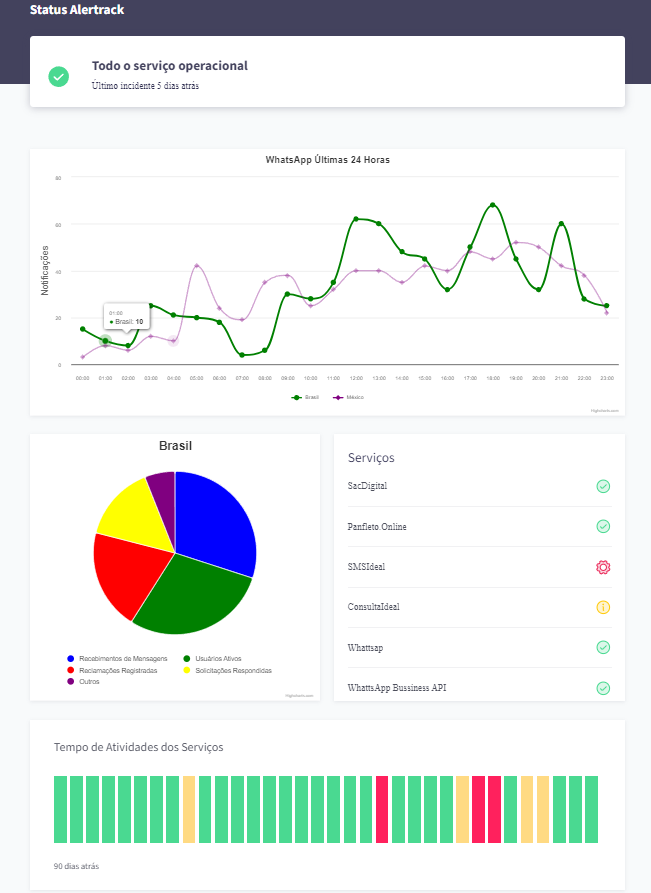 Status Alertrack
Todo o serviço operacional
Último incidente 5 dias atrás
WhatsApp Últimas 24 Horas
Notificações
80
60
40
20
0
01:00
● Brasil: 10
00:00 01:00 02:00 03:00 04:00 05:00 06:00 07:00 08:00 09:00 10:00 11:00 12:00 13:00 14:00 15:00 16:00 17:00 18:00 19:00 20:00 21:00 22:00 23:00
Brasil México
Highcharts.com
Brasil
Recebimentos de Mensagens Usuários Ativos
Reclamações Registradas Solicitações Respondidas
Outros
Highcharts.com
Serviços
SacDigital
Panfleto.Online
SMSIdeal
ConsultaIdeal
Whattsap
WhattsApp Bussiness API
Tempo de Atividades dos Serviços
90 dias atrás